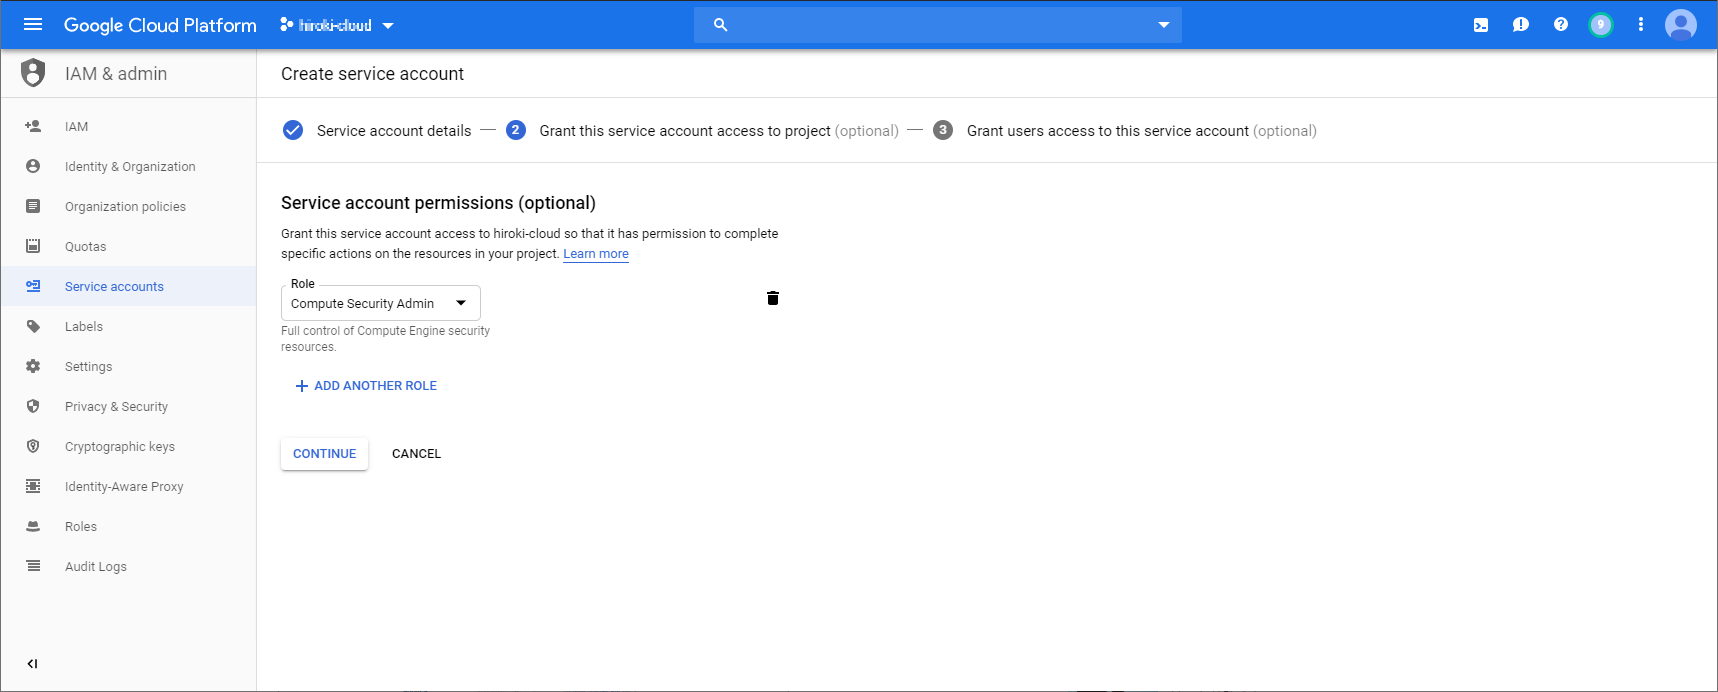 Google Cloud Platform
hiroki-cloud
9
IAM & admin
Create service account
IAM
Identity & Organization
Organization policies
Quotas
Service accounts
Labels
Settings
Privacy & Security
Cryptographic keys
Identity-Aware Proxy
Roles
Audit Logs
Service account details
2 Grant this service account access to project (optional)
3 Grant users access to this service account (optional)
Service account permissions (optional)
Grant this service account access to hiroki-cloud so that it has permission to complete
specific actions on the resources in your project. Learn more
Role
Compute Security Admin
Full control of Compute Engine security
resources.
ADD ANOTHER ROLE
CONTINUE CANCEL